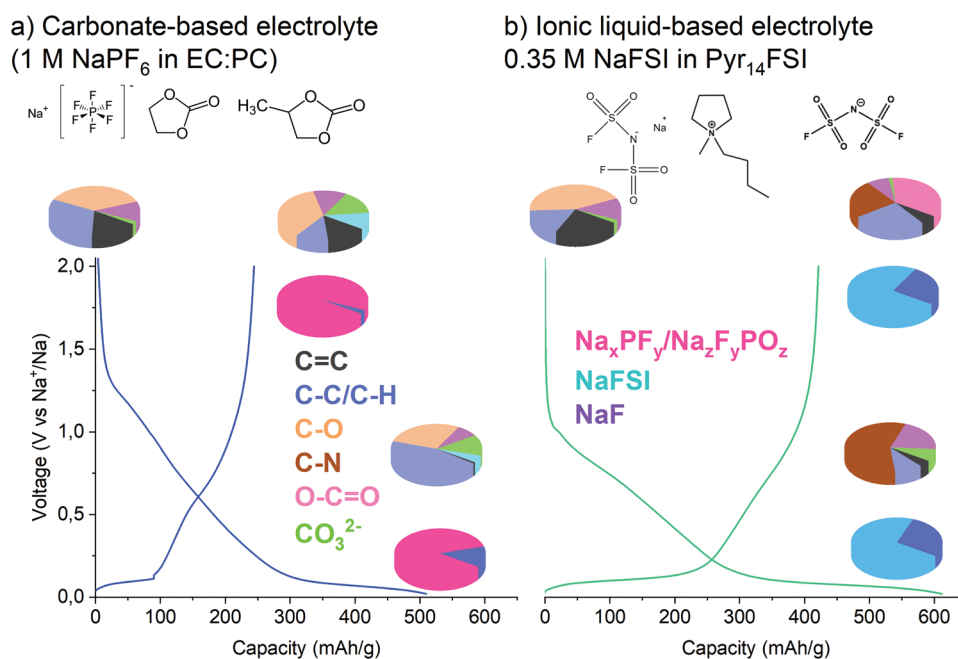 a) Carbonate-based electrolyte
(1 M NaPF6 in EC:PC)
b) Ionic liquid-based electrolyte
0.35 M NaFSI in Pyr14FSI
Na+ [ F F F P F F F ]-
O O O
H3C O O O
O O S F N- Na+ F S O O
N+
O O S F N⊖ S O O F
Voltage (V vs Na+/Na)
2,0
1,5
1,0
0,5
0,0
C=C
C-C/C-H
C-O
C-N
O-C=O
CO3 2-
0 100 200 300 400 500 600
Capacity (mAh/g)
NaxPFy/NazFyPOz
NaFSI
NaF
0 100 200 300 400 500 600
Capacity (mAh/g)